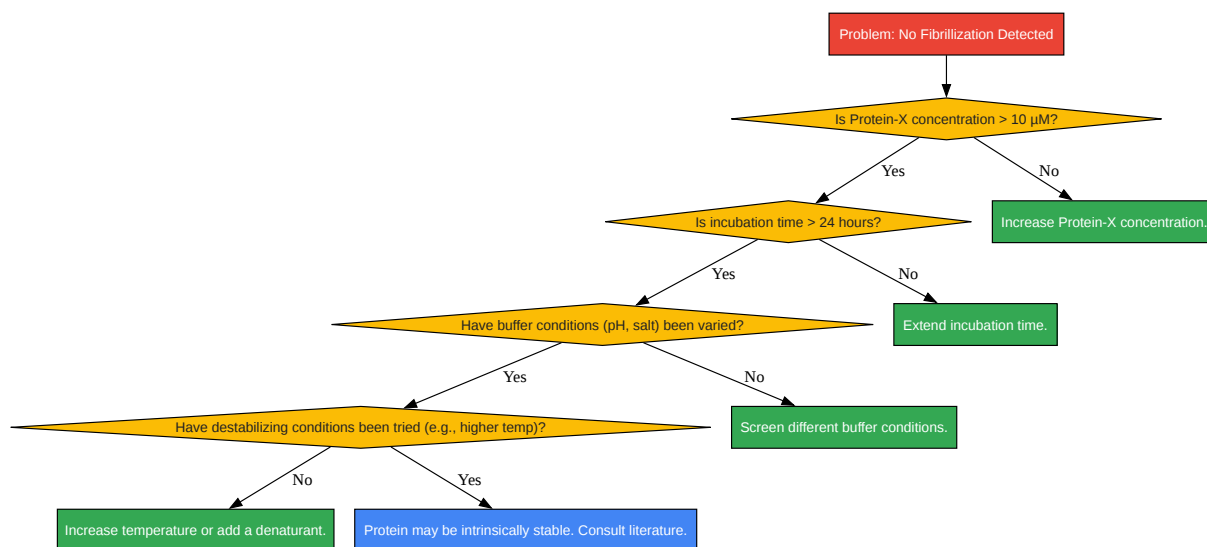 Problem: No Fibrillization Detected
Is Protein-X concentration > 10 µM?
Yes
No
Is incubation time > 24 hours?
Increase Protein-X concentration.
Yes
No
Have buffer conditions (pH, salt) been varied?
Extend incubation time.
Yes
No
Have destabilizing conditions been tried (e.g., higher temp)?
Screen different buffer conditions.
No
Yes
Increase temperature or add a denaturant.
Protein may be intrinsically stable. Consult literature.